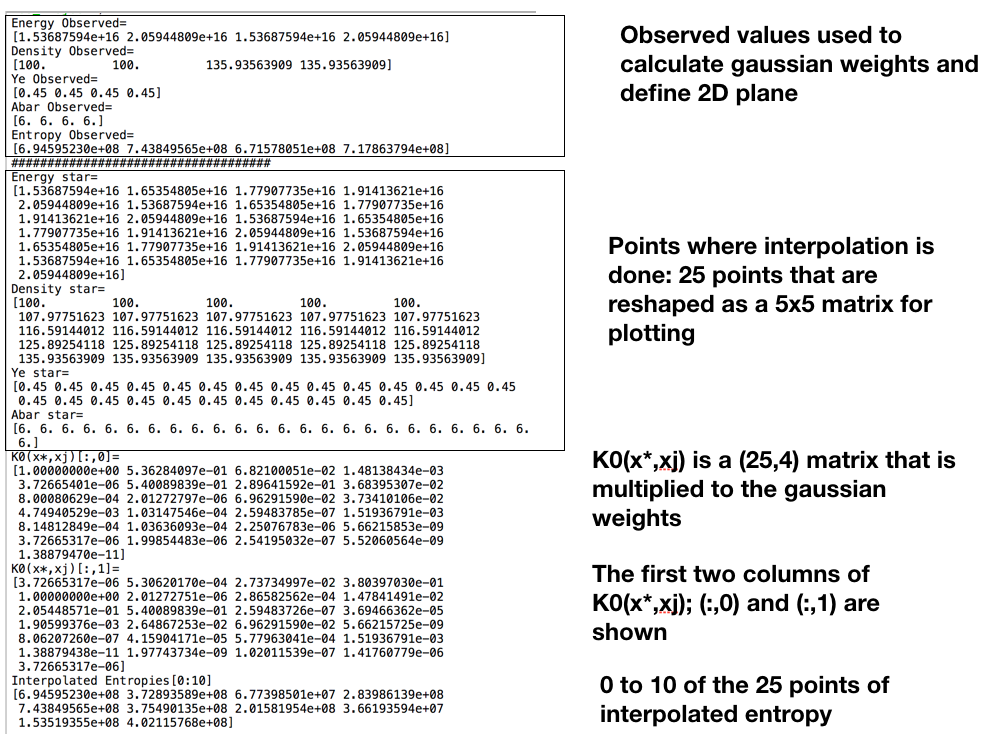 Energy Observed=
[1.53687594e+16 2.05944809e+16 1.53687594e+16 2.05944809e+16]
Density Observed=
[100. 100. 135.93563909 135.93563909]
Ye Observed=
[0.45 0.45 0.45 0.45]
Abar Observed=
[6. 6. 6. 6.]
Entropy Observed=
[6.94595230e+08 7.43849565e+08 6.71578051e+08 7.17863794e+08]
Observed values used to
calculate gaussian weights and
define 2D plane
####################################
Energy star=
[1.53687594e+16 1.65354805e+16 1.77907735e+16 1.91413621e+16
2.05944809e+16 1.53687594e+16 1.65354805e+16 1.77907735e+16
1.91413621e+16 2.05944809e+16 1.53687594e+16 1.65354805e+16
1.77907735e+16 1.91413621e+16 2.05944809e+16 1.53687594e+16
1.65354805e+16 1.77907735e+16 1.91413621e+16 2.05944809e+16
1.53687594e+16 1.65354805e+16 1.77907735e+16 1.91413621e+16
2.05944809e+16]
Density star=
[100. 100. 100. 100. 100.
107.97751623 107.97751623 107.97751623 107.97751623 107.97751623
116.59144012 116.59144012 116.59144012 116.59144012 116.59144012
125.89254118 125.89254118 125.89254118 125.89254118 125.89254118
135.93563909 135.93563909 135.93563909 135.93563909 135.93563909]
Ye star=
[0.45 0.45 0.45 0.45 0.45 0.45 0.45 0.45 0.45 0.45 0.45 0.45 0.45 0.45
0.45 0.45 0.45 0.45 0.45 0.45 0.45 0.45 0.45 0.45 0.45]
Abar star=
[6. 6. 6. 6. 6. 6. 6. 6. 6. 6. 6. 6. 6. 6. 6. 6. 6. 6. 6. 6. 6. 6. 6. 6.
6.]
Points where interpolation is
done: 25 points that are
reshaped as a 5x5 matrix for
plotting
K0(x*,xj)[:,0]=
[1.00000000e+00 5.36284097e-01 6.82100051e-02 1.48138434e-03
3.72665401e-06 5.40089839e-01 2.89641592e-01 3.68395307e-02
8.00080629e-04 2.01272797e-06 6.96291590e-02 3.73410106e-02
4.74940529e-03 1.03147546e-04 2.59483785e-07 1.51936791e-03
8.14812849e-04 1.03636093e-04 2.25076783e-06 5.66215853e-09
3.72665317e-06 1.99854483e-06 2.54195032e-07 5.52060564e-09
1.38879470e-11]
K0(x*,xj)[:,1]=
[3.72665317e-06 5.30620170e-04 2.73734997e-02 3.80397030e-01
1.00000000e+00 2.01272751e-06 2.86582562e-04 1.47841491e-02
2.05448571e-01 5.40089839e-01 2.59483726e-07 3.69466362e-05
1.90599376e-03 2.64867253e-02 6.96291590e-02 5.66215725e-09
8.06207260e-07 4.15904171e-05 5.77963041e-04 1.51936791e-03
1.38879438e-11 1.97743734e-09 1.02011539e-07 1.41760779e-06
3.72665317e-06]
Interpolated Entropies[0:10]
[6.94595230e+08 3.72893589e+08 6.77398501e+07 2.83986139e+08
7.43849565e+08 3.75490135e+08 2.01581954e+08 3.66193594e+07
1.53519355e+08 4.02115768e+08]
K0(x*,xj) is a (25,4) matrix that is
multiplied to the gaussian
weights
The first two columns of
K0(x*,xj); (:,0) and (:,1) are
shown
0 to 10 of the 25 points of
interpolated entropy